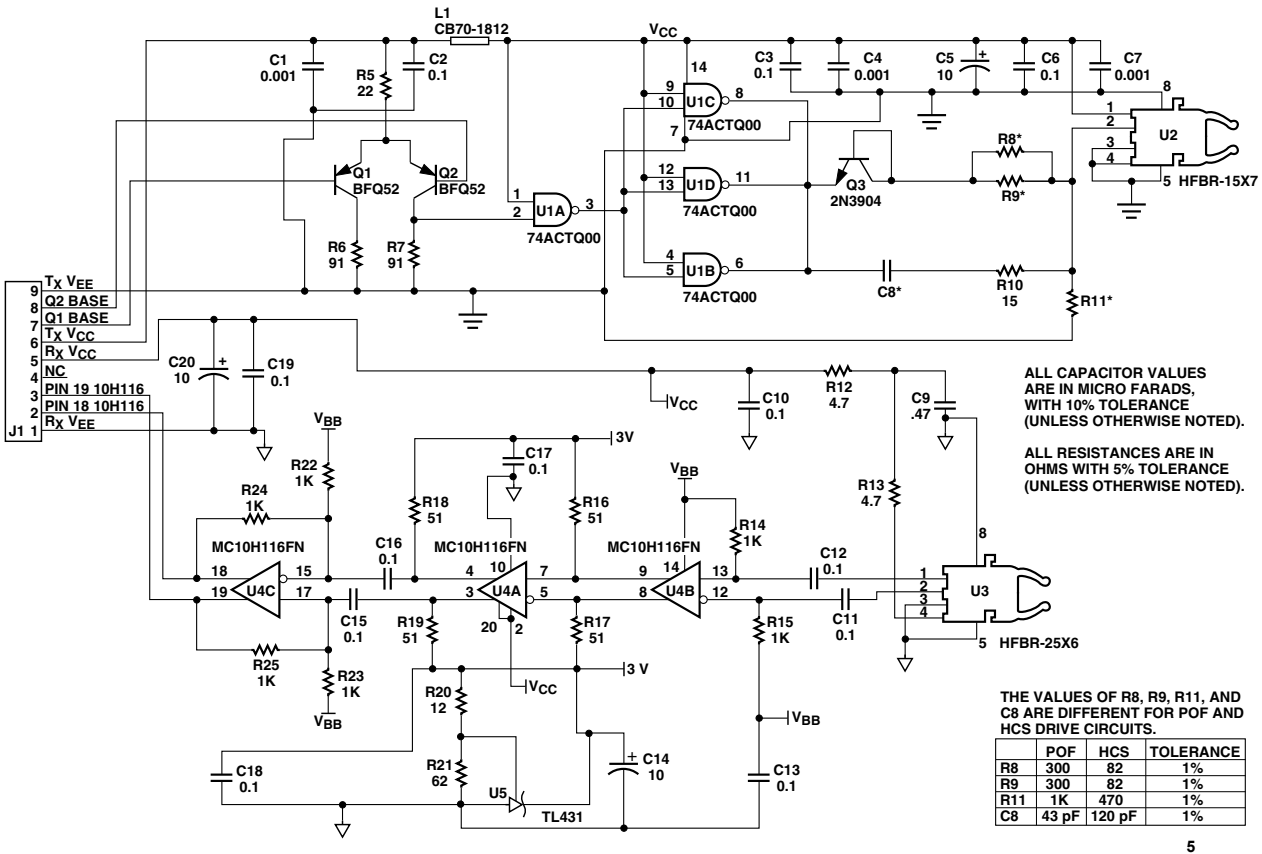 L1
CB70-1812
VCC
C1
0.001
R5
22
C2
0.1
14
9
10
8
U1C
74ACTQ00
7
C3
0.1
C4
0.001
C5
10
+
C6
0.1
C7
0.001
8
1
2
3
4
5
U2
HFBR-15X7
Q1
BFQ52
Q2
BFQ52
1
2
3
U1A
74ACTQ00
12
13
11
U1D
74ACTQ00
Q3
2N3904
R8*
R9*
R6
91
R7
91
4
5
6
U1B
74ACTQ00
C8*
R10
15
R11*
9 TX VEE
8 Q2 BASE
7 Q1 BASE
6 TX VCC
5 RX VCC
4 NC
3 PIN 19 10H116
2 PIN 18 10H116
J1 1 RX VEE
C20
10
+
C19
0.1
VCC
C10
0.1
R12
4.7
C9
.47
ALL CAPACITOR VALUES
ARE IN MICRO FARADS,
WITH 10% TOLERANCE
(UNLESS OTHERWISE NOTED).
ALL RESISTANCES ARE IN
OHMS WITH 5% TOLERANCE
(UNLESS OTHERWISE NOTED).
VBB
R22
1K
R24
1K
3V
C17
0.1
R18
51
R16
51
VBB
R14
1K
R13
4.7
MC10H116FN
18
19
15
17
U4C
C16
0.1
C15
0.1
MC10H116FN
10
4
3
7
5
U4A
20
2
MC10H116FN
14
9
8
13
12
U4B
C12
0.1
C11
0.1
8
1
2
3
4
5
U3
HFBR-25X6
R25
1K
R23
1K
VBB
R19
51
R17
51
R15
1K
3 V
VCC
R20
12
VBB
R21
62
U5
TL431
+
C14
10
C13
0.1
C18
0.1
THE VALUES OF R8, R9, R11, AND
C8 ARE DIFFERENT FOR POF AND
HCS DRIVE CIRCUITS.
POF HCS TOLERANCE
R8 300 82 1%
R9 300 82 1%
R11 1K 470 1%
C8 43 pF 120 pF 1%
5